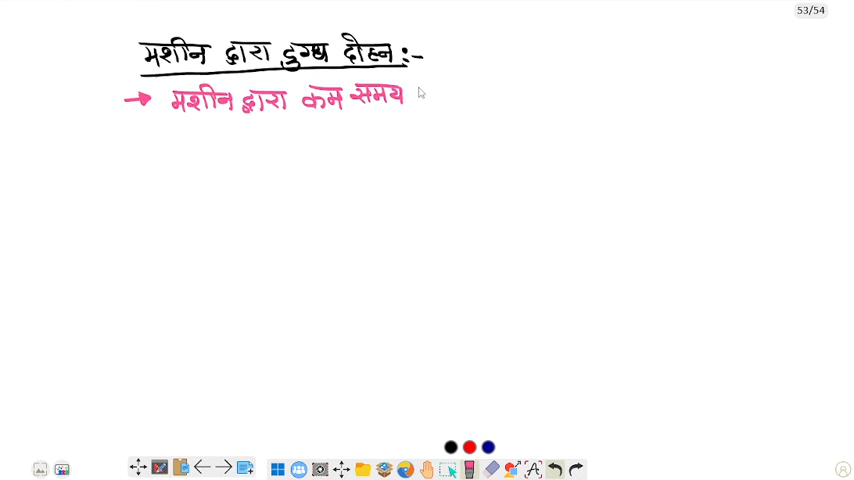 53/54
मशीन द्वारा दुग्ध दोहन :-
→ मशीन द्वारा कम समय